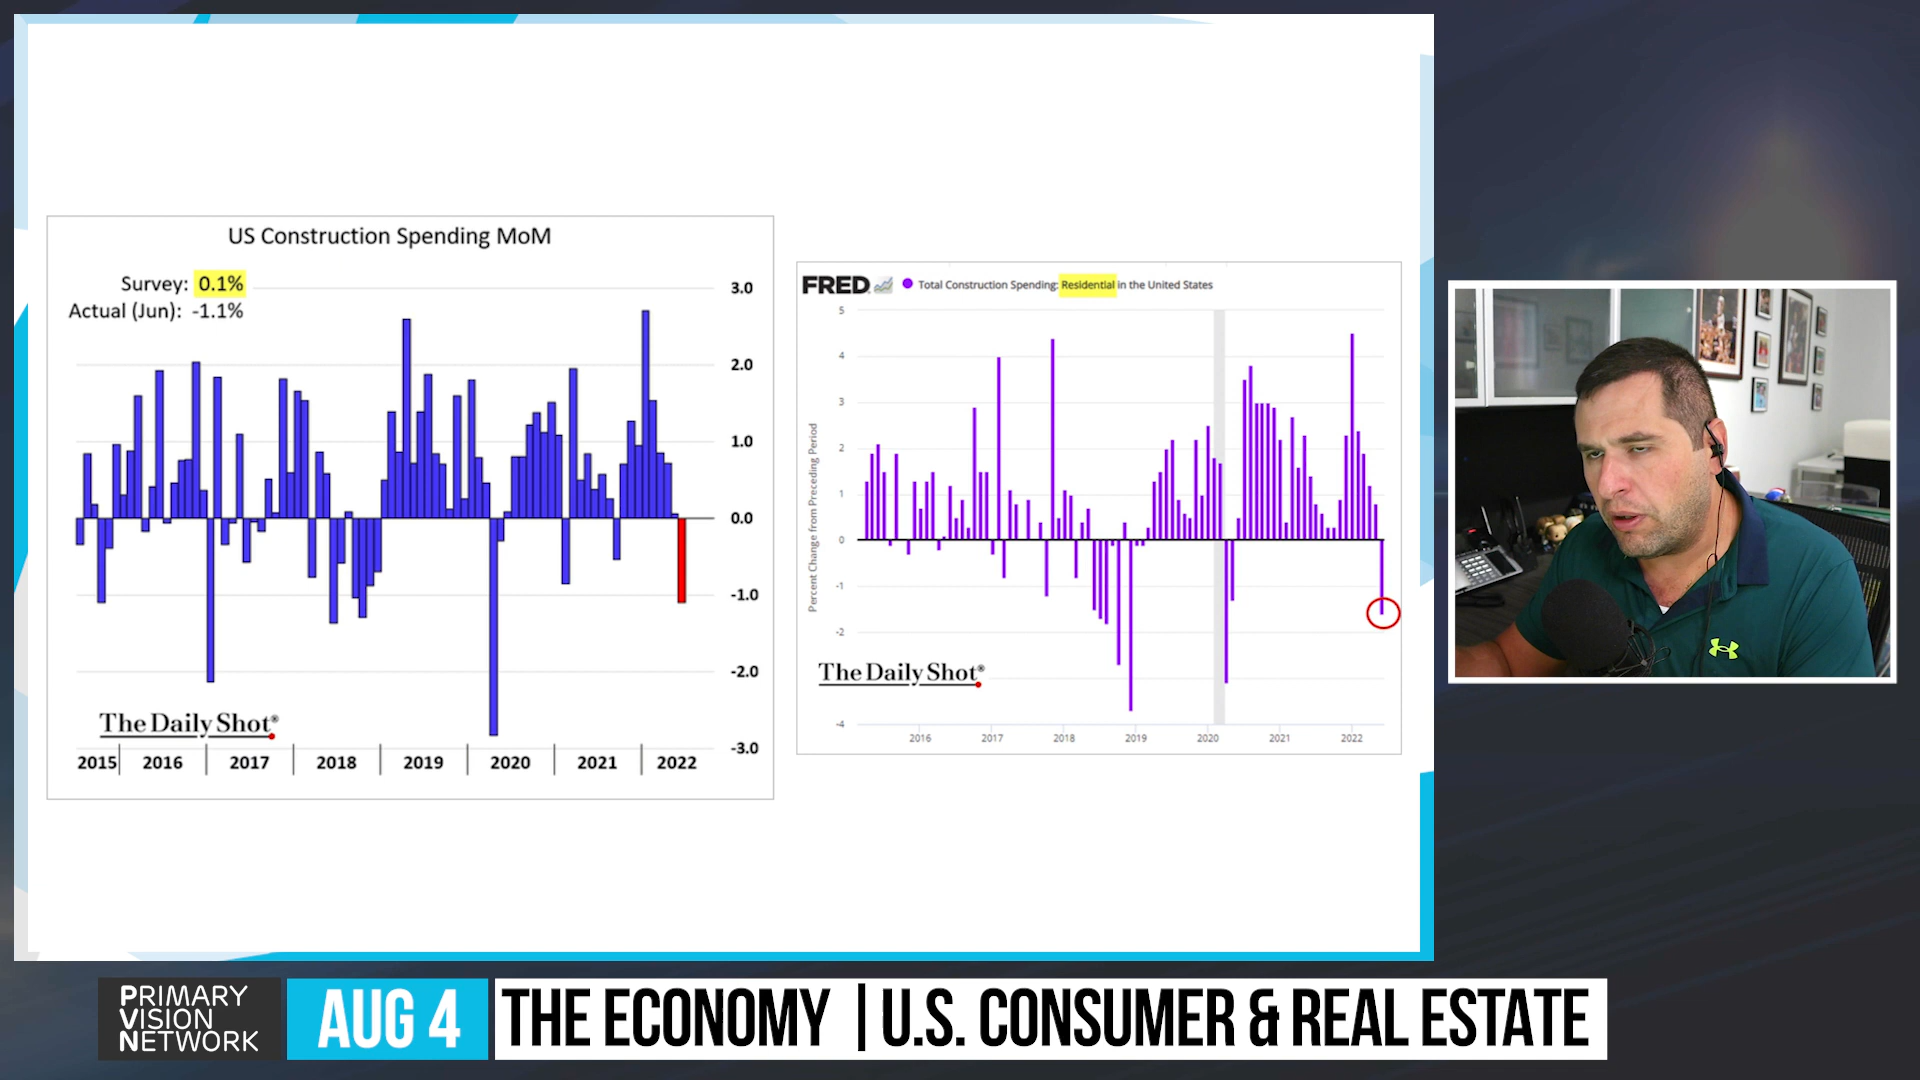 US Construction Spending MoM
Survey: 0.1%
Actual (Jun): -1.1%
3.0
2.0
1.0
0.0
-1.0
-2.0
-3.0
The Daily Shot®
2015 2016 2017 2018 2019 2020 2021 2022
FRED Total Construction Spending: Residential in the United States
Percent Change from Preceding Period
5
4
3
2
1
0
-1
-2
-4
The Daily Shot®
2016 2017 2018 2019 2020 2021 2022
PRIMARY
VISION
NETWORK
AUG 4
THE ECONOMY | U.S. CONSUMER & REAL ESTATE